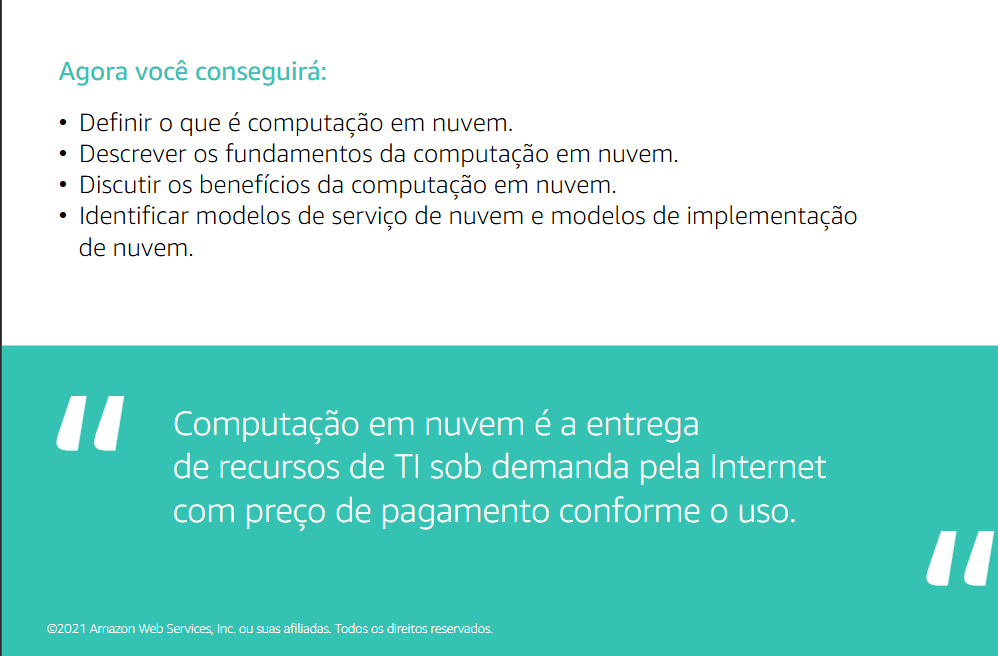 Agora você conseguirá:
• Definir o que é computação em nuvem.
• Descrever os fundamentos da computação em nuvem.
• Discutir os benefícios da computação em nuvem.
• Identificar modelos de serviço de nuvem e modelos de implementação
de nuvem.
“
Computação em nuvem é a entrega
de recursos de TI sob demanda pela Internet
com preço de pagamento conforme o uso.
“
©2021 Amazon Web Services, Inc. ou suas afiliadas. Todos os direitos reservados.